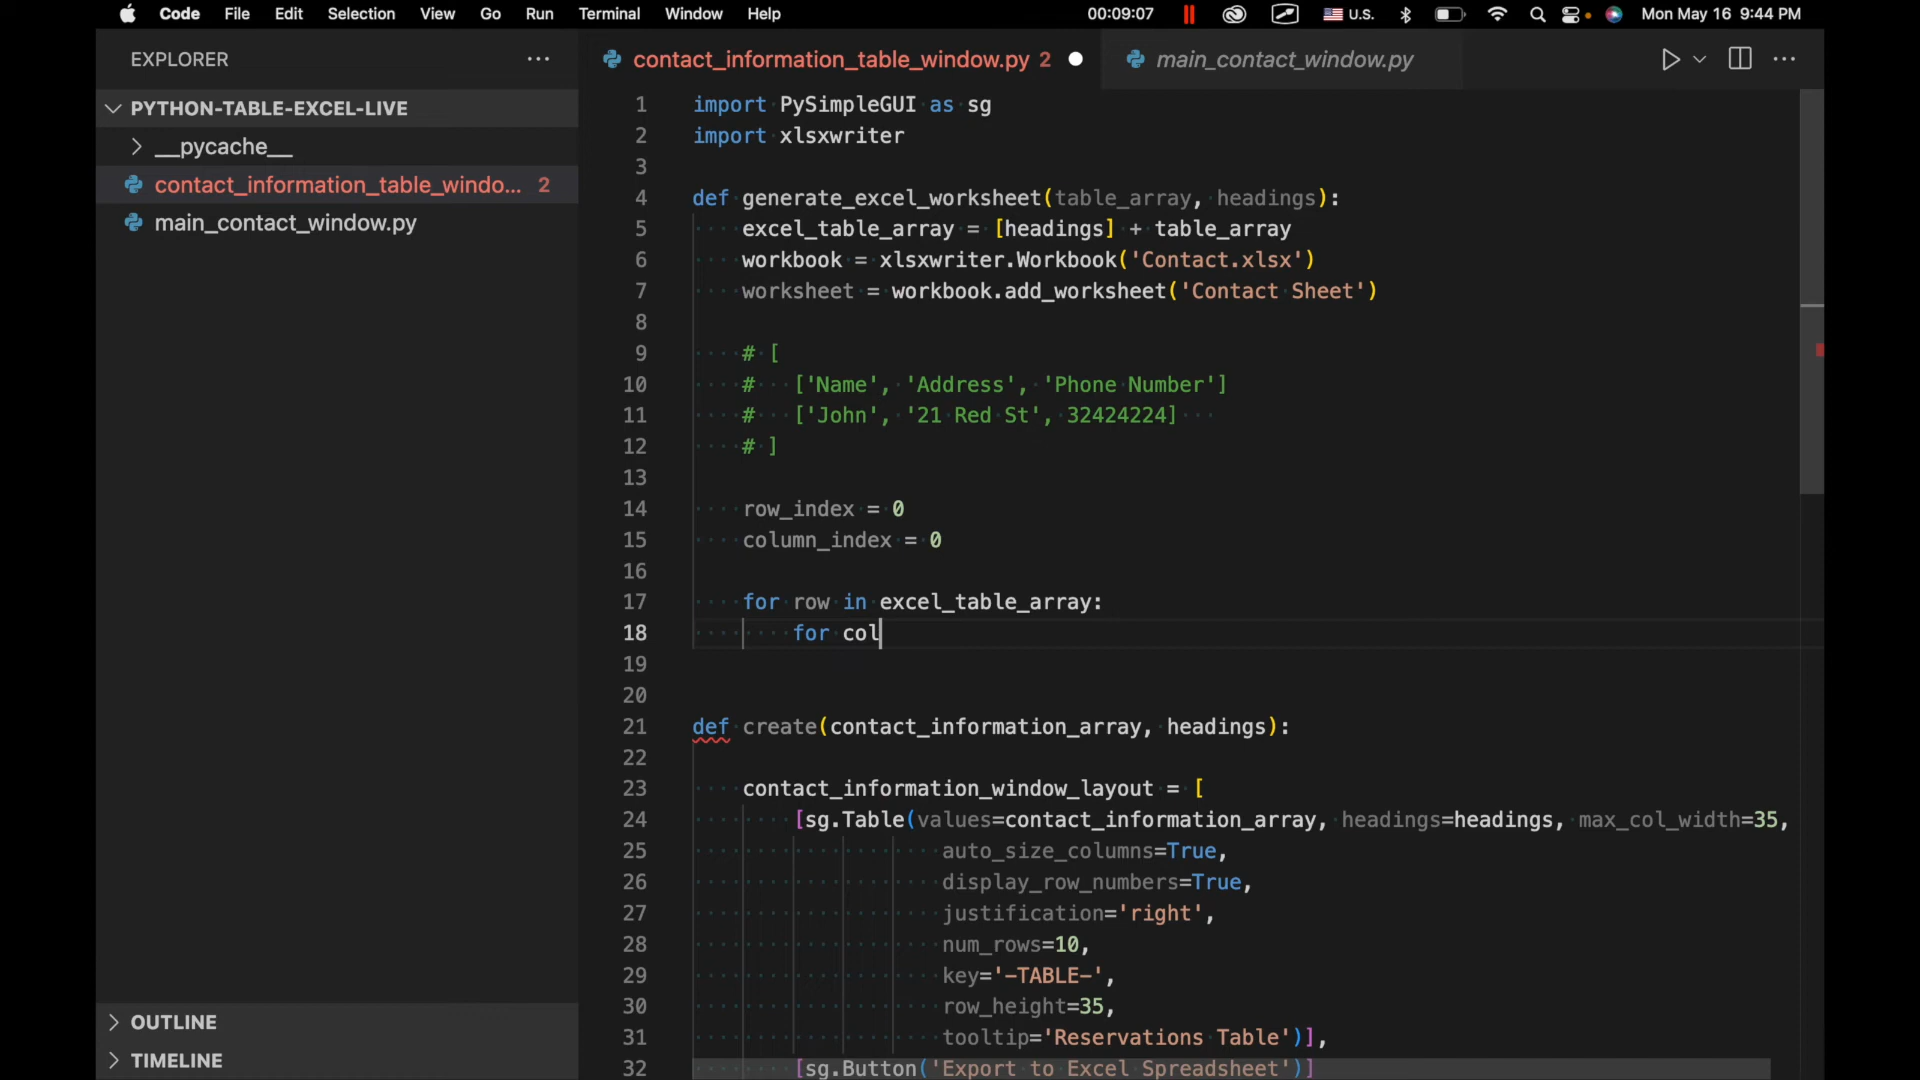 Code File Edit Selection View Go Run Terminal Window Help 00:09:07 U.S. Mon May 16 9:44 PM
EXPLORER
contact_information_table_window.py 2 main_contact_window.py
PYTHON-TABLE-EXCEL-LIVE
__pycache__
contact_information_table_windo... 2
main_contact_window.py
OUTLINE
TIMELINE
1 import PySimpleGUI as sg
2 import xlsxwriter
3
4 def generate_excel_worksheet(table_array, headings):
5 excel_table_array = [headings] + table_array
6 workbook = xlsxwriter.Workbook('Contact.xlsx')
7 worksheet = workbook.add_worksheet('Contact Sheet')
8
9 # [
10 # ['Name', 'Address', 'Phone Number']
11 # ['John', '21 Red St', 32424224]
12 # ]
13
14 row_index = 0
15 column_index = 0
16
17 for row in excel_table_array:
18 for col
19
20
21 def create(contact_information_array, headings):
22
23 contact_information_window_layout = [
24 [sg.Table(values=contact_information_array, headings=headings, max_col_width=35,
25 auto_size_columns=True,
26 display_row_numbers=True,
27 justification='right',
28 num_rows=10,
29 key='-TABLE-',
30 row_height=35,
31 tooltip='Reservations Table')],
32 [sg.Button('Export to Excel Spreadsheet')]